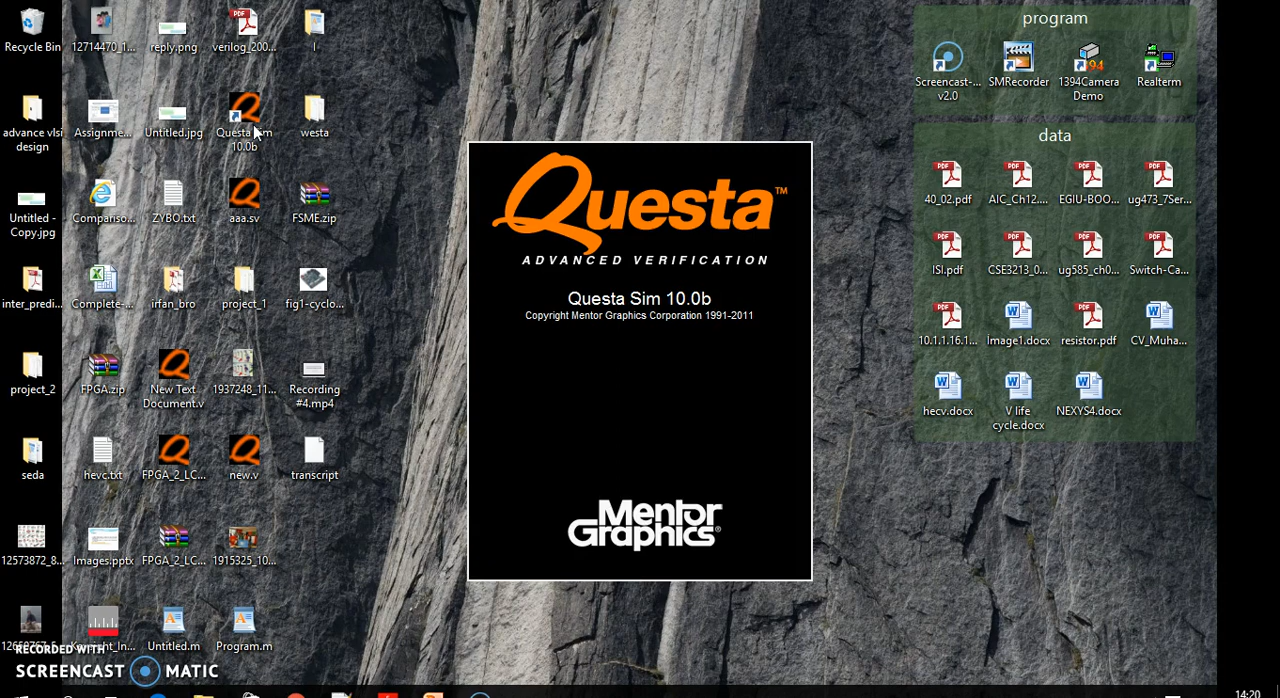 Recycle Bin
12714470_1...
reply.png
verilog_200...
l
advance vlsi
design
Assignme...
Untitled.jpg
Questa Sim
10.0b
westa
Untitled -
Copy.jpg
Compariso...
ZYBO.txt
aaa.sv
FSME.zip
inter_predi...
Complete-...
irfan_bro
project_1
fig1-cyclo...
project_2
FPGA.zip
New Text
Document.v
1937248_11...
Recording
#4.mp4
seda
hevc.txt
FPGA_2_LC...
new.v
transcript
12573872_8...
Images.pptx
FPGA_2_LC...
1915325_10...
Untitled.m
Program.m
RECORDED WITH
SCREENCAST MATIC
Questa™
ADVANCED VERIFICATION
Questa Sim 10.0b
Copyright Mentor Graphics Corporation 1991-2011
Mentor
Graphics®
program
Screencast-...
v2.0
SMRecorder
1394Camera
Demo
Realterm
data
40_02.pdf
AIC_Ch12....
EGIU-BOO...
ug473_7Ser...
ISI.pdf
CSE3213_0...
ug585_ch0...
Switch-Ca...
10.1.1.16.1...
İmage1.docx
resistor.pdf
CV_Muha...
hecv.docx
V life
cycle.docx
NEXYS4.docx
14:20